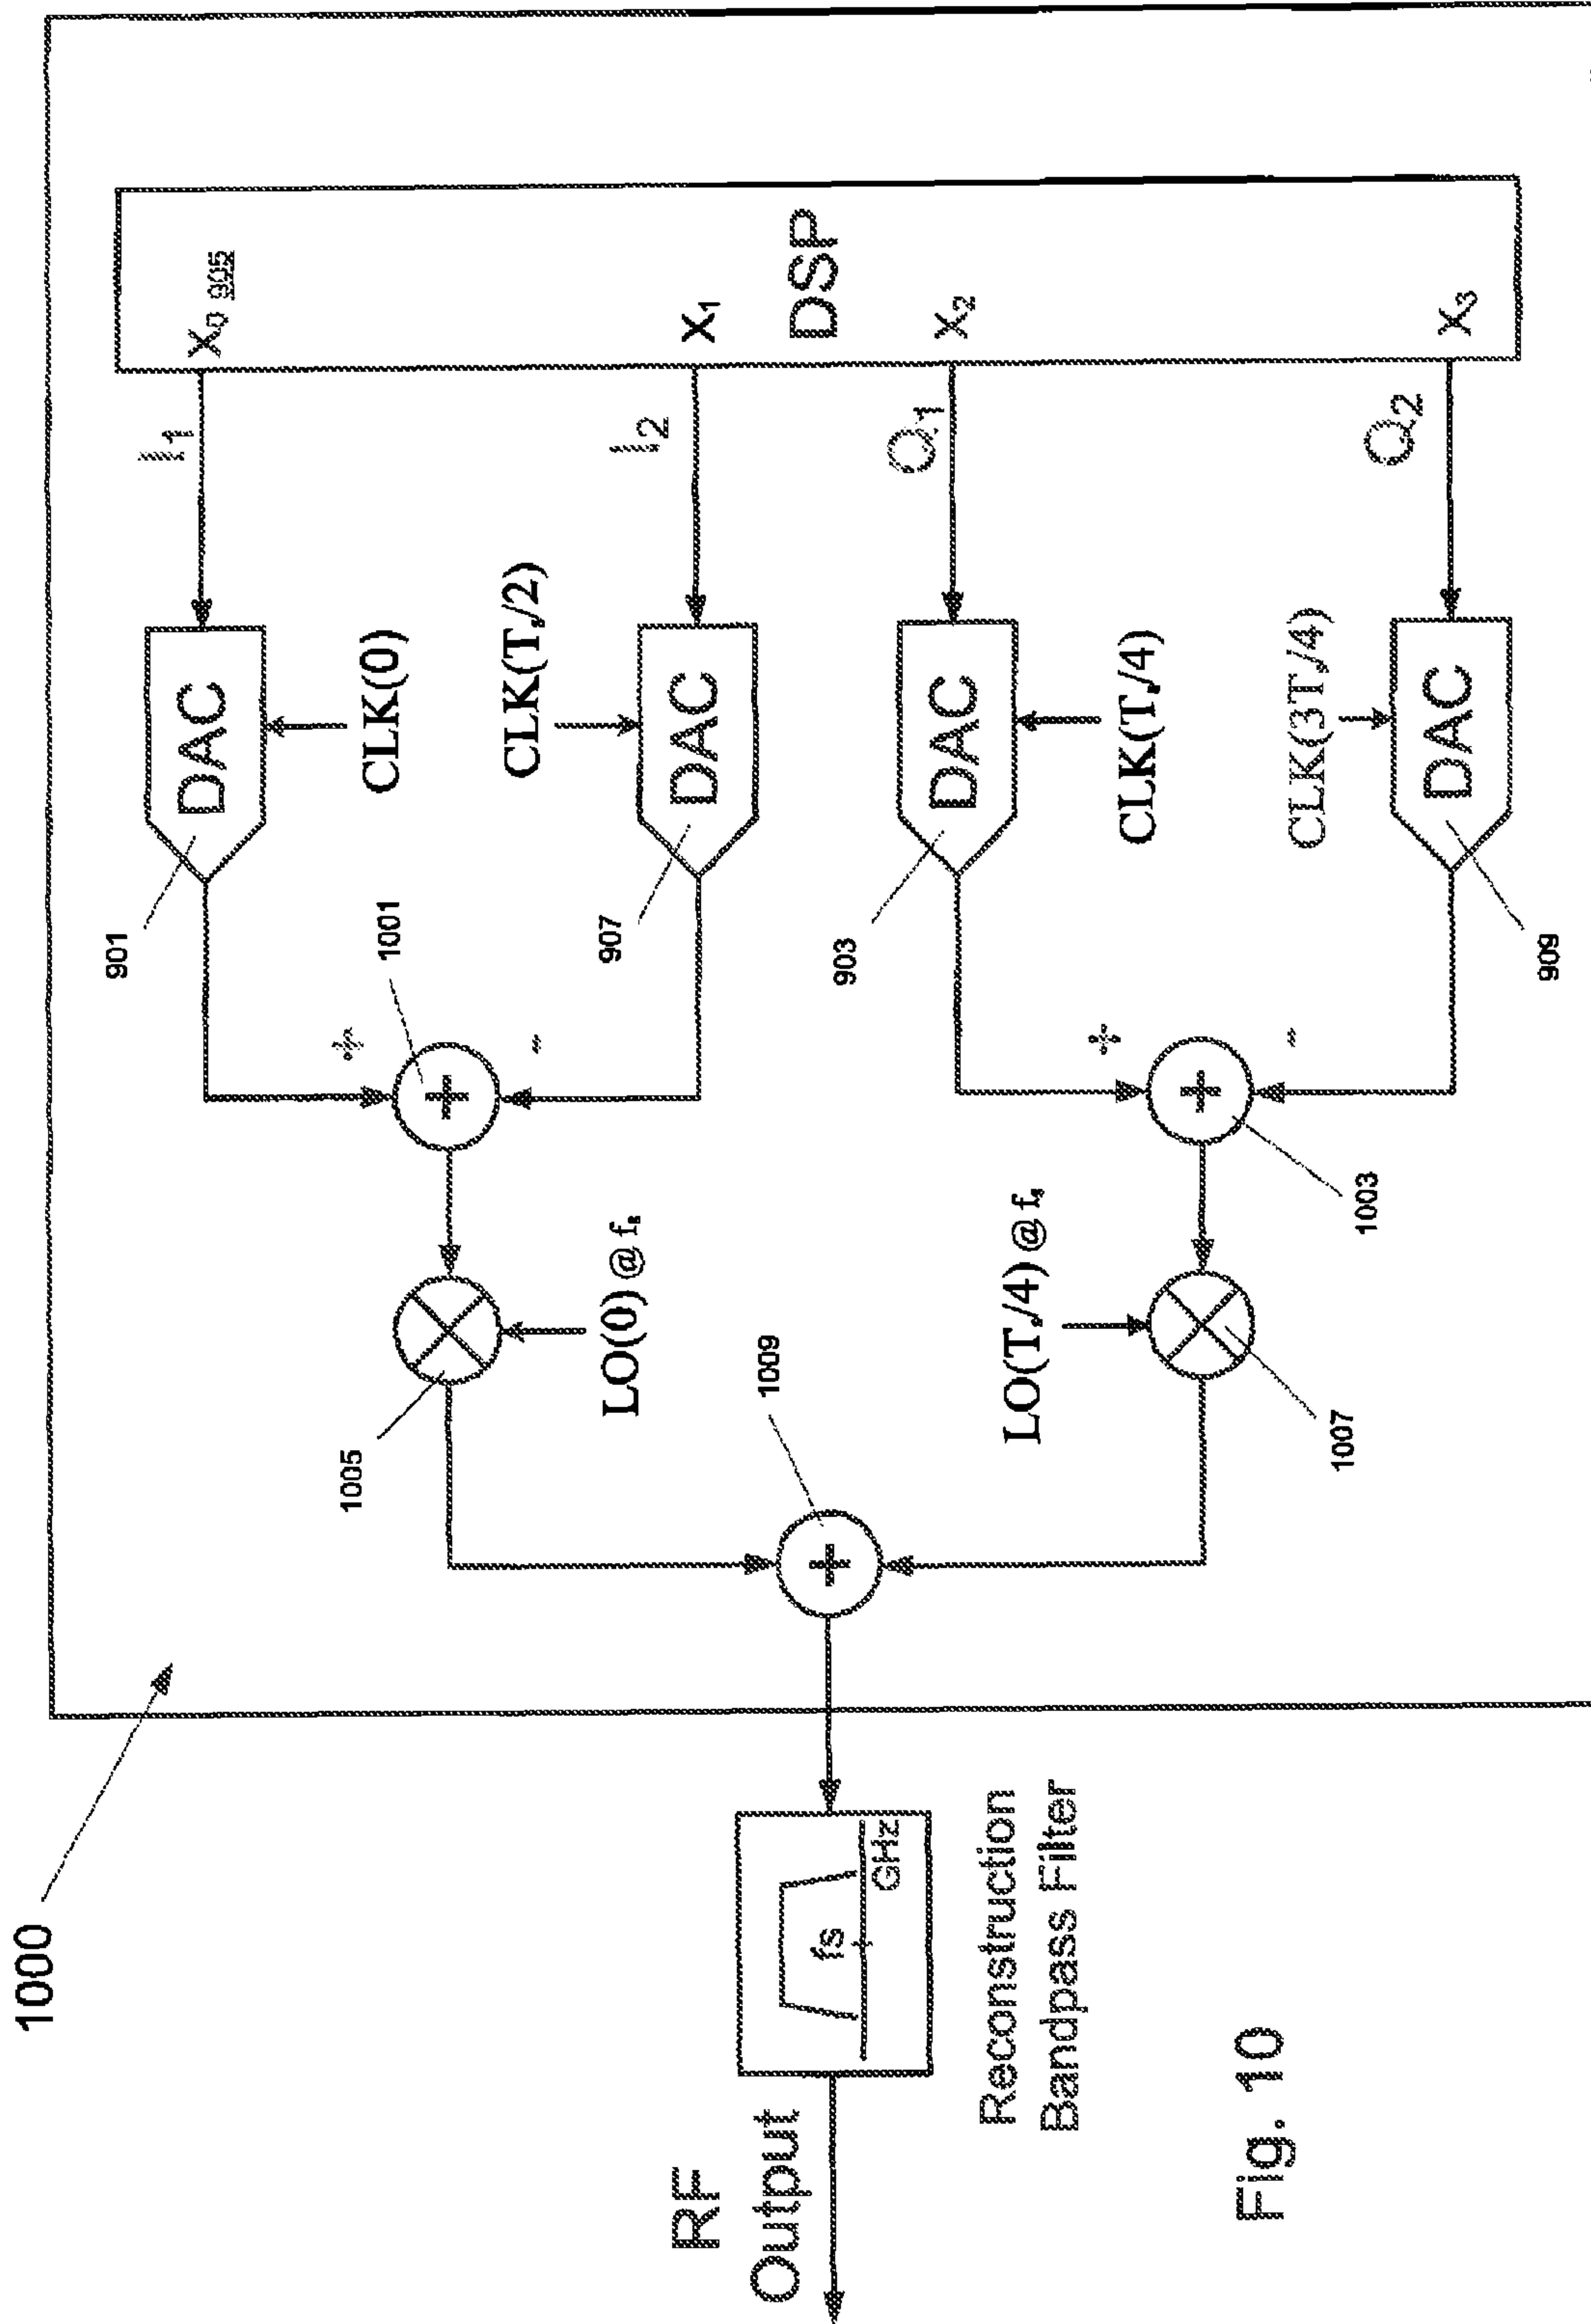 1000
X₀ 905
X₁
DSP
X₂
X₃
I₁
I₂
Q₁
Q₂
DAC
CLK(0)
CLK(Tₛ/2)
DAC
DAC
CLK(Tₛ/4)
CLK(3Tₛ/4)
DAC
901
1001
907
903
909
+
-
+
-
+
+
1003
LO(0) @ fₛ
LO(Tₛ/4) @ fₛ
1005
1009
1007
+
fs
GHz
Reconstruction
Bandpass Filter
RF
Output
Fig. 10